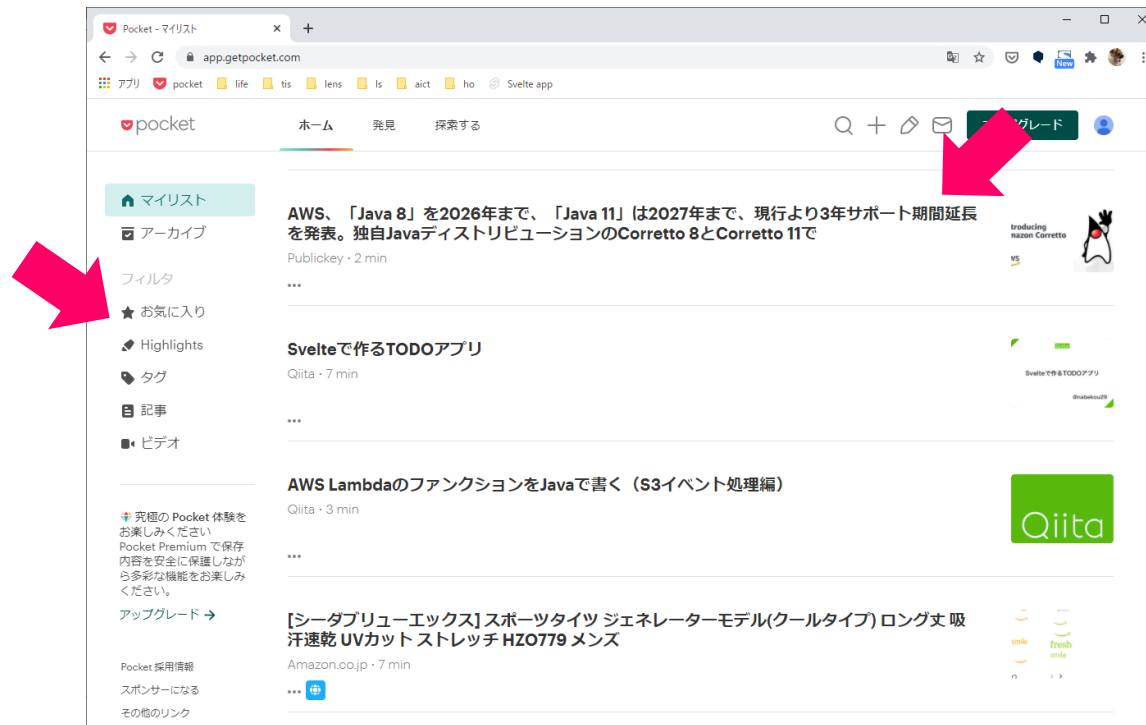 Pocket - マイリスト
app.getpocket.com
New
アプリ pocket life tis lens ls aict ho Svelte app
pocket ホーム 発見 探索する
マイリスト
アーカイブ
フィルタ
お気に入り
Highlights
タグ
記事
ビデオ
究極の Pocket 体験を
お楽しみください
Pocket Premium で保存
内容を安全に保護しなが
ら多彩な機能をお楽しみ
ください。
アップグレード →
Pocket 採用情報
スポンサーになる
その他のリンク
AWS、「Java 8」を2026年まで、「Java 11」は2027年まで、現行より3年サポート期間延長
を発表。独自JavaディストリビューションのCorretto 8とCorretto 11で
Publickey · 2 min
troducing
mazon Corretto
Svelteで作るTODOアプリ
Qiita · 7 min
Svelteで作るTODOアプリ
@nabekou29
AWS LambdaのファンクションをJavaで書く（S3イベント処理編）
Qiita · 3 min
Qiita
[シーダブリューエックス] スポーツタイツ ジェネレーターモデル(クールタイプ) ロング丈 吸
汗速乾 UVカット ストレッチ HZO779 メンズ
Amazon.co.jp · 7 min
smile
fresh
smile